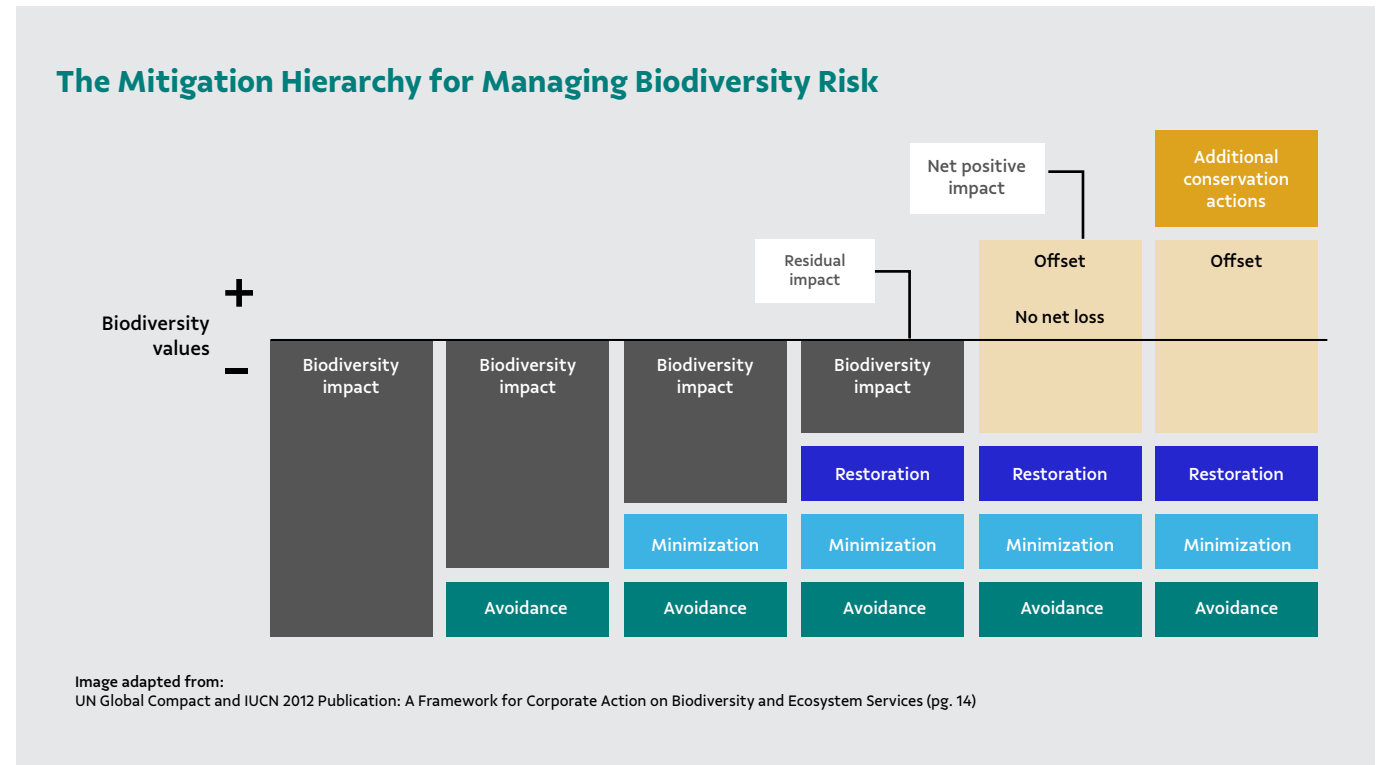 The Mitigation Hierarchy for Managing Biodiversity Risk
Additional
conservation
actions
Net positive
impact
Residual
impact
Offset
Offset
No net loss
+
Biodiversity
values
–
Biodiversity
impact
Biodiversity
impact
Biodiversity
impact
Biodiversity
impact
Restoration
Restoration
Restoration
Minimization
Minimization
Minimization
Minimization
Avoidance
Avoidance
Avoidance
Avoidance
Avoidance
Image adapted from:
UN Global Compact and IUCN 2012 Publication: A Framework for Corporate Action on Biodiversity and Ecosystem Services (pg. 14)